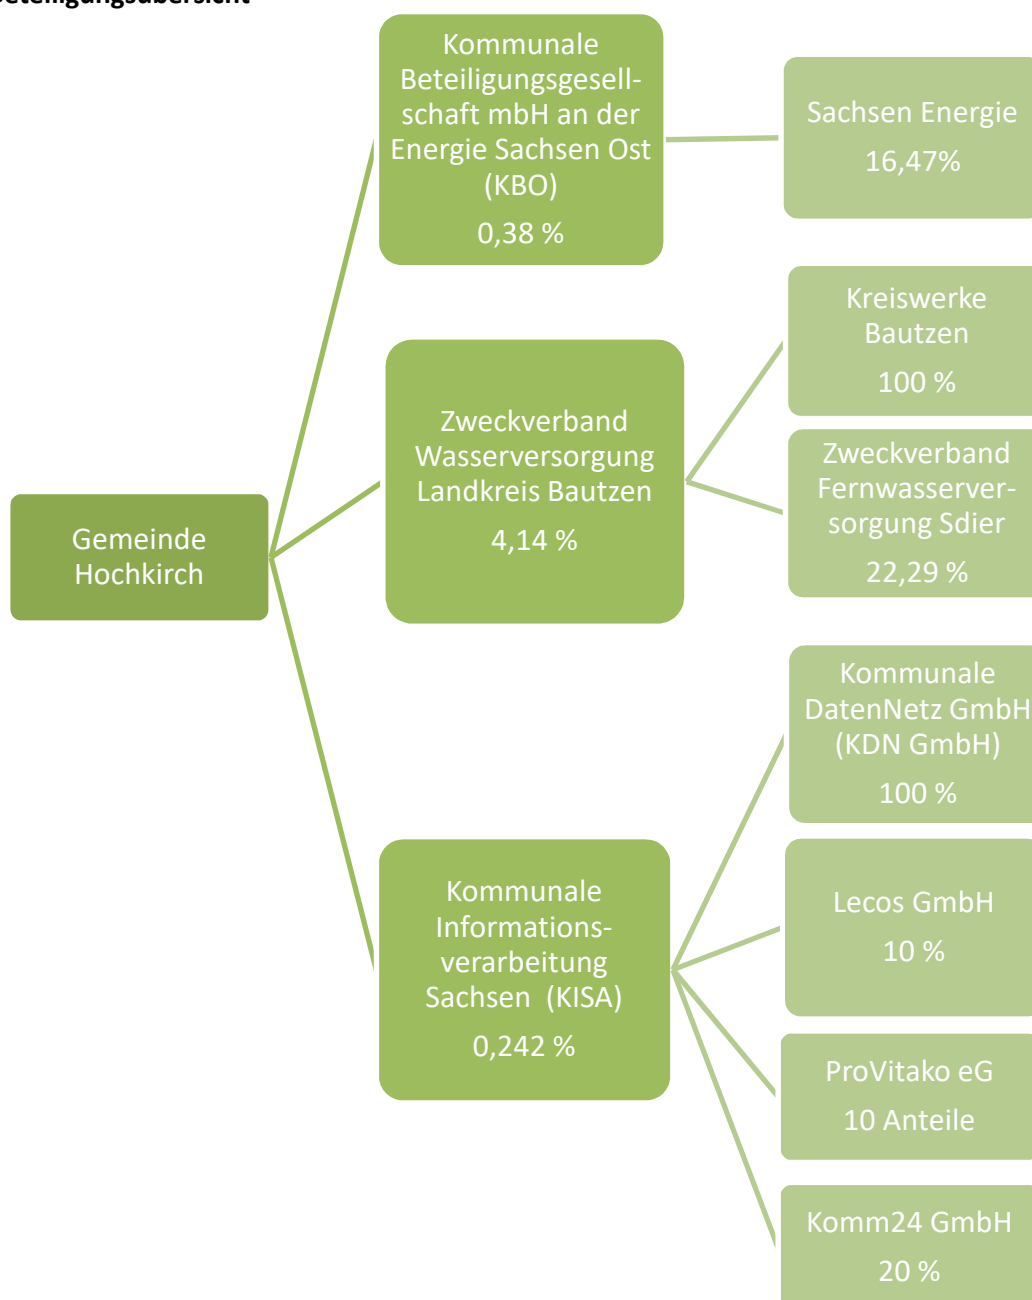 Beteiligungsübersicht
Kommunale
Beteiligungsgesell-
schaft mbH an der
Energie Sachsen Ost
(KBO)
0,38 %
Sachsen Energie
16,47%
Kreiswerke
Bautzen
100 %
Zweckverband
Wasserversorgung
Landkreis Bautzen
4,14 %
Zweckverband
Fernwasserver-
sorgung Sdier
22,29 %
Gemeinde
Hochkirch
Kommunale
DatenNetz GmbH
(KDN GmbH)
100 %
Kommunale
Informations-
verarbeitung
Sachsen  (KISA)
0,242 %
Lecos GmbH
10 %
ProVitako eG
10 Anteile
Komm24 GmbH
20 %